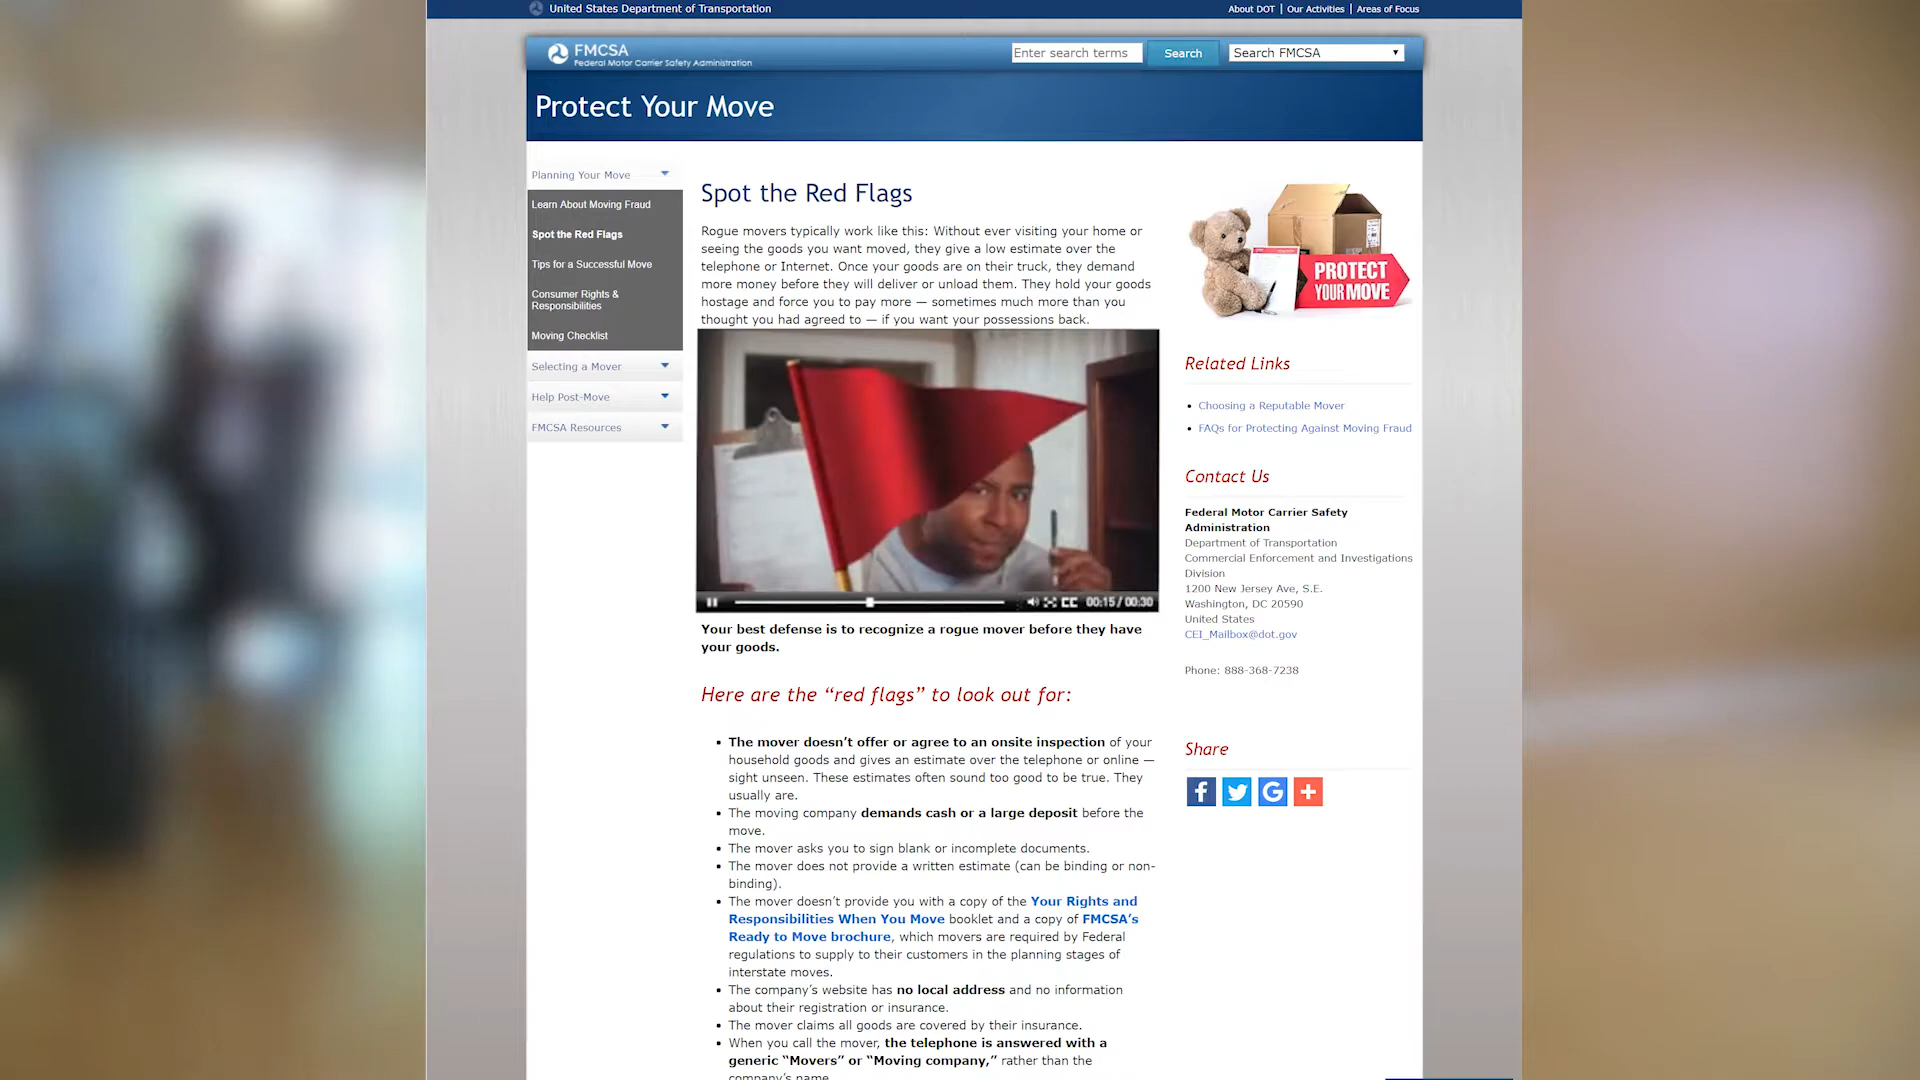 United States Department of Transportation
About DOT | Our Activities | Areas of Focus
FMCSA
Federal Motor Carrier Safety Administration
Enter search terms
Search
Search FMCSA
Protect Your Move
Planning Your Move
Learn About Moving Fraud
Spot the Red Flags
Tips for a Successful Move
Consumer Rights &
Responsibilities
Moving Checklist
Selecting a Mover
Help Post-Move
FMCSA Resources
Spot the Red Flags
Rogue movers typically work like this: Without ever visiting your home or
seeing the goods you want moved, they give a low estimate over the
telephone or Internet. Once your goods are on their truck, they demand
more money before they will deliver or unload them. They hold your goods
hostage and force you to pay more — sometimes much more than you
thought you had agreed to — if you want your possessions back.
CC 00:15 / 00:30
Your best defense is to recognize a rogue mover before they have
your goods.
Here are the “red flags” to look out for:
• The mover doesn’t offer or agree to an onsite inspection of your
household goods and gives an estimate over the telephone or online —
sight unseen. These estimates often sound too good to be true. They
usually are.
• The moving company demands cash or a large deposit before the
move.
• The mover asks you to sign blank or incomplete documents.
• The mover does not provide a written estimate (can be binding or non-
binding).
• The mover doesn’t provide you with a copy of the Your Rights and
Responsibilities When You Move booklet and a copy of FMCSA’s
Ready to Move brochure, which movers are required by Federal
regulations to supply to their customers in the planning stages of
interstate moves.
• The company’s website has no local address and no information
about their registration or insurance.
• The mover claims all goods are covered by their insurance.
• When you call the mover, the telephone is answered with a
generic “Movers” or “Moving company,” rather than the
company’s name.
PROTECT
YOUR MOVE
Related Links
• Choosing a Reputable Mover
• FAQs for Protecting Against Moving Fraud
Contact Us
Federal Motor Carrier Safety
Administration
Department of Transportation
Commercial Enforcement and Investigations
Division
1200 New Jersey Ave, S.E.
Washington, DC 20590
United States
CEI_Mailbox@dot.gov
Phone: 888-368-7238
Share